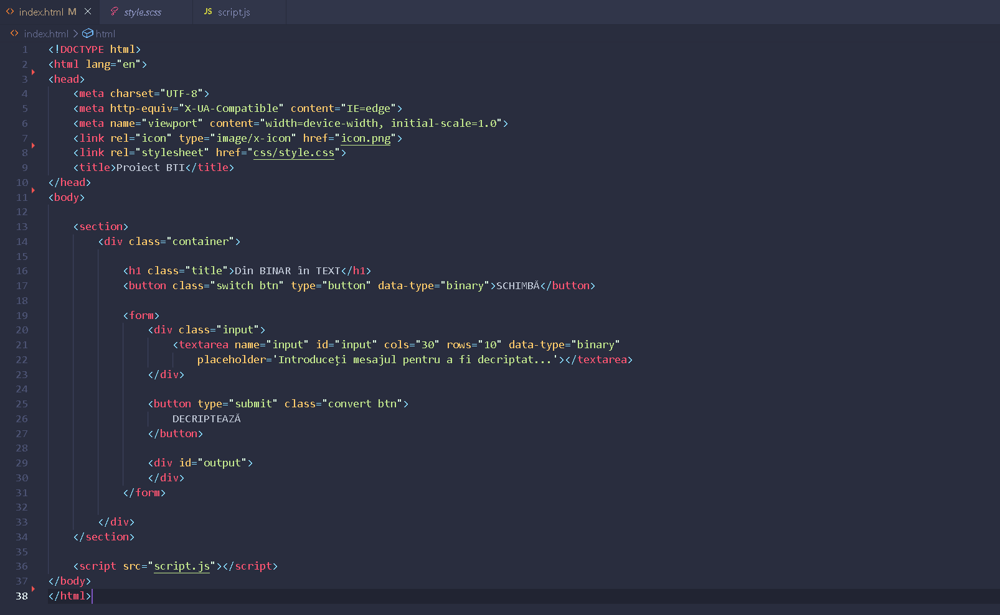 index.html M
style.scss
JS script.js
index.html > html
1 <!DOCTYPE html>
2 <html lang="en">
3 <head>
4     <meta charset="UTF-8">
5     <meta http-equiv="X-UA-Compatible" content="IE=edge">
6     <meta name="viewport" content="width=device-width, initial-scale=1.0">
7     <link rel="icon" type="image/x-icon" href="icon.png">
8     <link rel="stylesheet" href="css/style.css">
9     <title>Proiect BTI</title>
10 </head>
11 <body>
12
13     <section>
14         <div class="container">
15
16             <h1 class="title">Din BINAR în TEXT</h1>
17             <button class="switch btn" type="button" data-type="binary">SCHIMBĂ</button>
18
19             <form>
20                 <div class="input">
21                     <textarea name="input" id="input" cols="30" rows="10" data-type="binary"
22                         placeholder='Introduceți mesajul pentru a fi decriptat...'></textarea>
23                 </div>
24
25                 <button type="submit" class="convert btn">
26                     DECRIPTEAZĂ
27                 </button>
28
29                 <div id="output">
30                 </div>
31             </form>
32
33         </div>
34     </section>
35
36     <script src="script.js"></script>
37 </body>
38 </html>